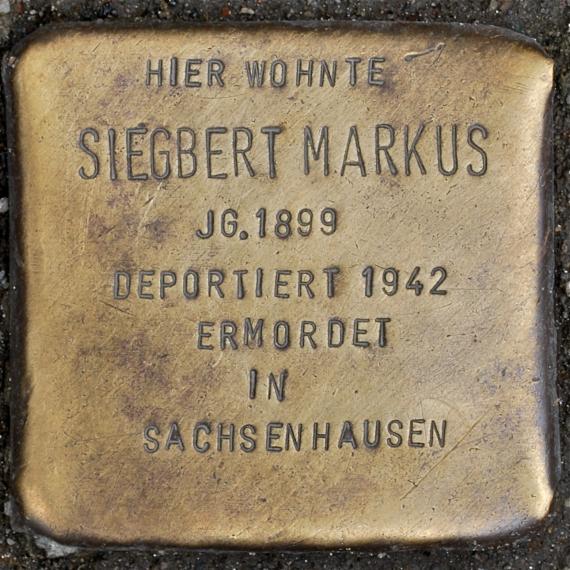 HIER WOHNTE
SIEGBERT MARKUS
JG. 1899
DEPORTIERT 1942
ERMORDET
IN
SACHSENHAUSEN